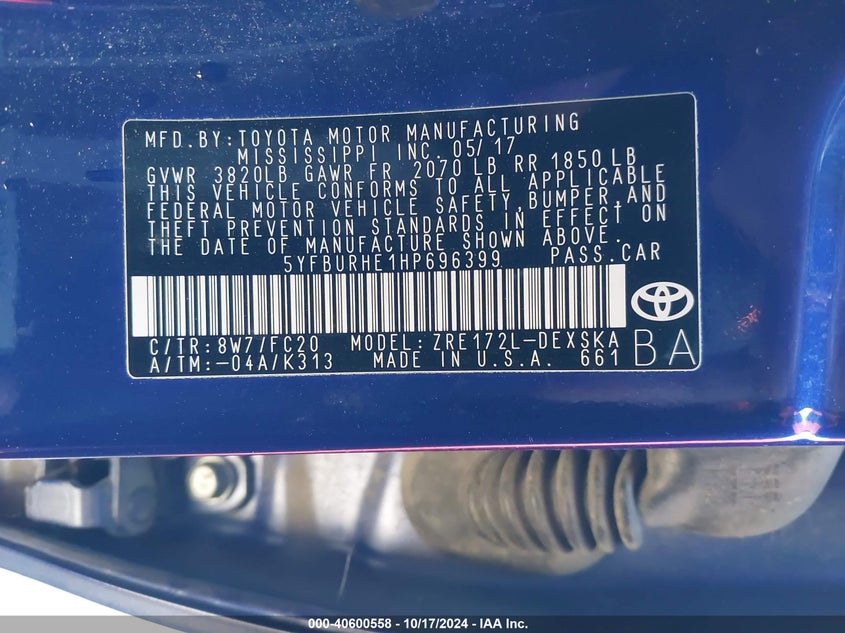 MFD. BY: TOYOTA MOTOR MANUFACTURING
MISSISSIPPI INC. 05/17
GVWR 3820LB GAWR FR 2070 LB RR 1850 LB
THIS VEHICLE CONFORMS TO ALL APPLICABLE
FEDERAL MOTOR VEHICLE SAFETY, BUMPER, AND
THEFT PREVENTION STANDARDS IN EFFECT ON
THE DATE OF MANUFACTURE SHOWN ABOVE.
5YFBURHE1HP696399 PASS. CAR
C/TR: 8W7/FC20 MODEL: ZRE172L-DEXSKA
A/TM: -04A/K313 MADE IN U.S.A. 661
BA
000-40600558 - 10/17/2024 - IAA Inc.